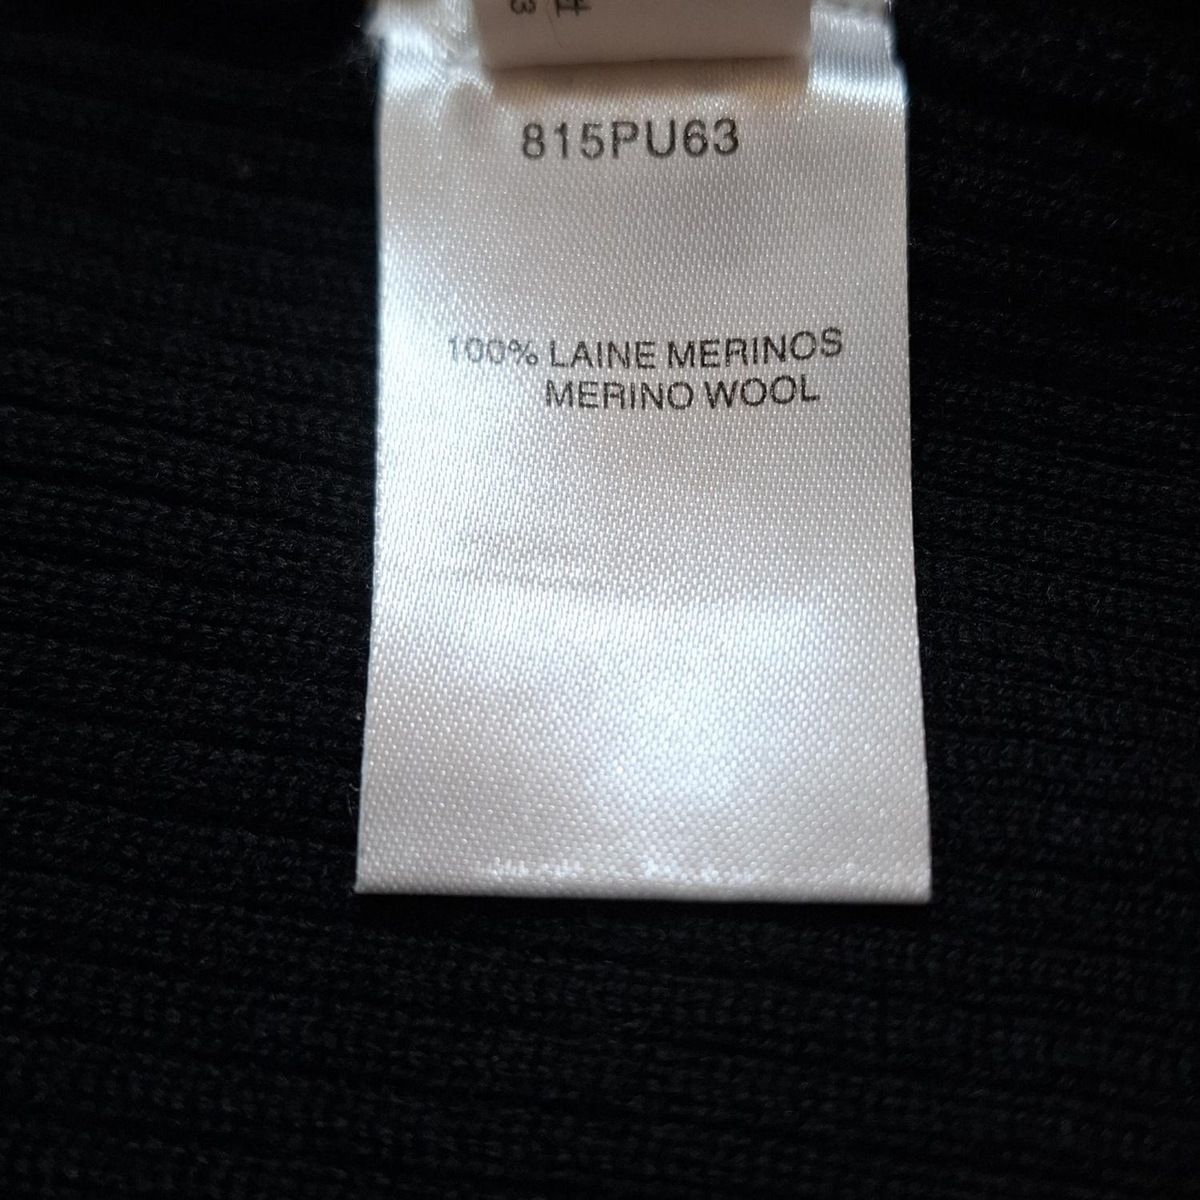 815PU63
100% LAINE MERINOS
MERINO WOOL